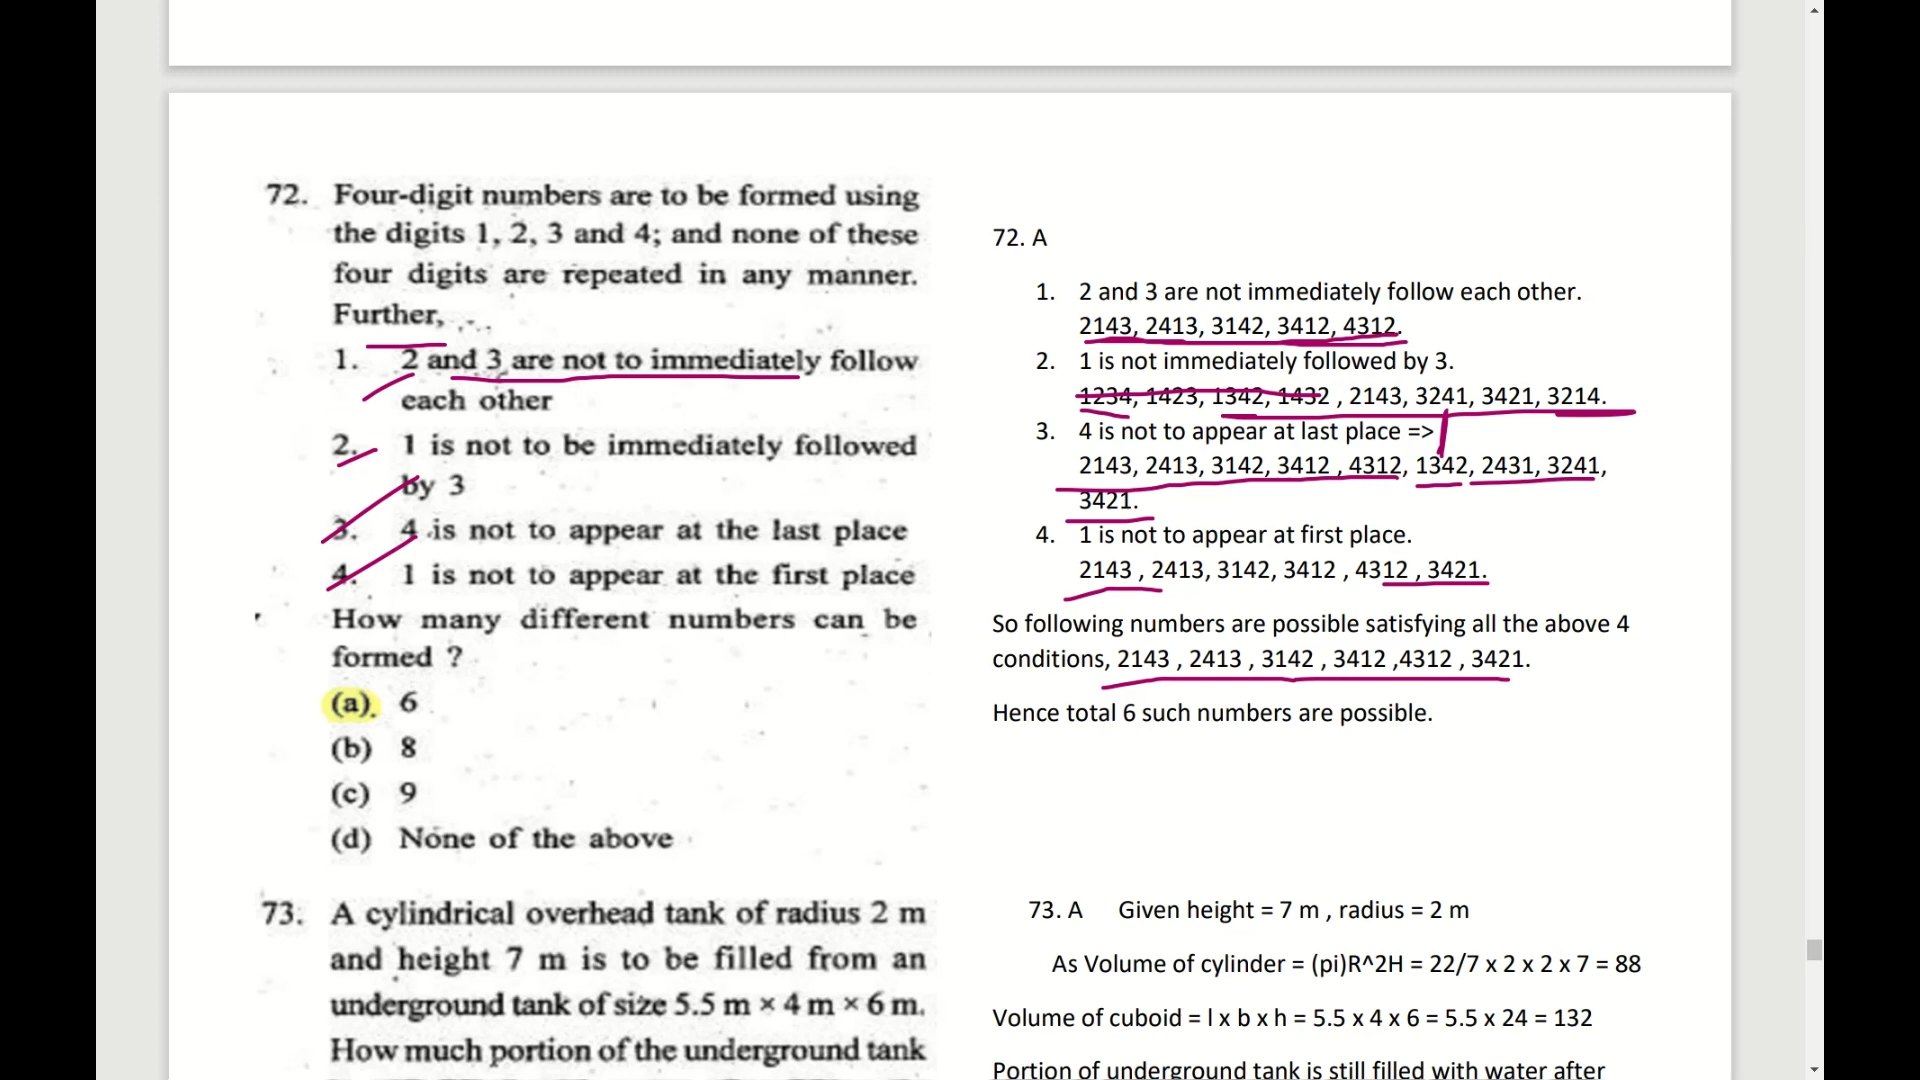 72. Four-digit numbers are to be formed using
the digits 1, 2, 3 and 4; and none of these
four digits are repeated in any manner.
Further,
1. 2 and 3 are not to immediately follow
each other
2. 1 is not to be immediately followed
by 3
3. 4 is not to appear at the last place
4. 1 is not to appear at the first place
How many different numbers can be
formed ?
(a) 6
(b) 8
(c) 9
(d) None of the above
73. A cylindrical overhead tank of radius 2 m
and height 7 m is to be filled from an
underground tank of size 5.5 m × 4 m × 6 m.
How much portion of the underground tank
72. A
1. 2 and 3 are not immediately follow each other.
2143, 2413, 3142, 3412, 4312.
2. 1 is not immediately followed by 3.
1234, 1423, 1342, 1432 , 2143, 3241, 3421, 3214.
3. 4 is not to appear at last place =>
2143, 2413, 3142, 3412 , 4312, 1342, 2431, 3241,
3421.
4. 1 is not to appear at first place.
2143 , 2413, 3142, 3412 , 4312 , 3421.
So following numbers are possible satisfying all the above 4
conditions, 2143 , 2413 , 3142 , 3412 ,4312 , 3421.
Hence total 6 such numbers are possible.
73. A Given height = 7 m , radius = 2 m
As Volume of cylinder = (pi)R^2H = 22/7 x 2 x 2 x 7 = 88
Volume of cuboid = l x b x h = 5.5 x 4 x 6 = 5.5 x 24 = 132
Portion of underground tank is still filled with water after